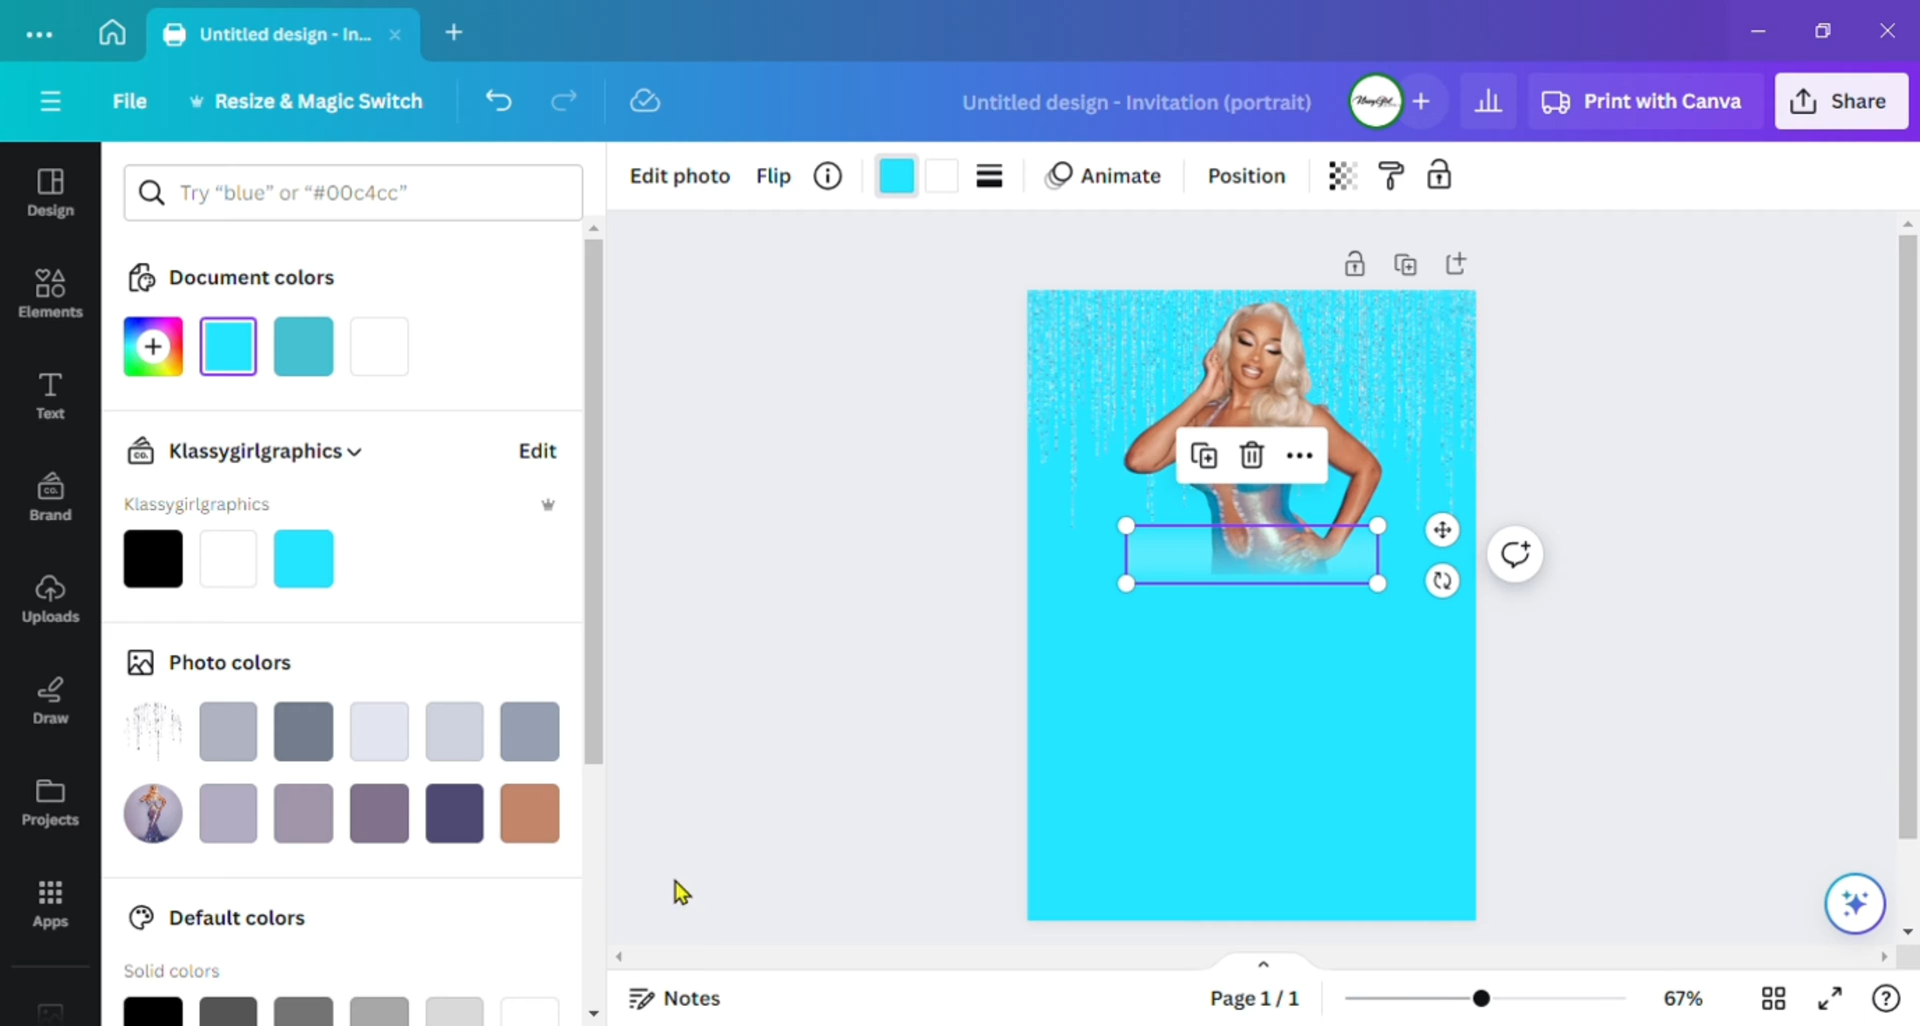 Untitled design - In...
File
Resize & Magic Switch
Untitled design - Invitation (portrait)
Print with Canva
Share
Design
Elements
Text
Brand
Uploads
Draw
Projects
Apps
Try “blue” or “#00c4cc”
Document colors
Klassygirlgraphics
Edit
Klassygirlgraphics
Photo colors
Default colors
Solid colors
Edit photo
Flip
Animate
Position
Notes
Page 1 / 1
67%